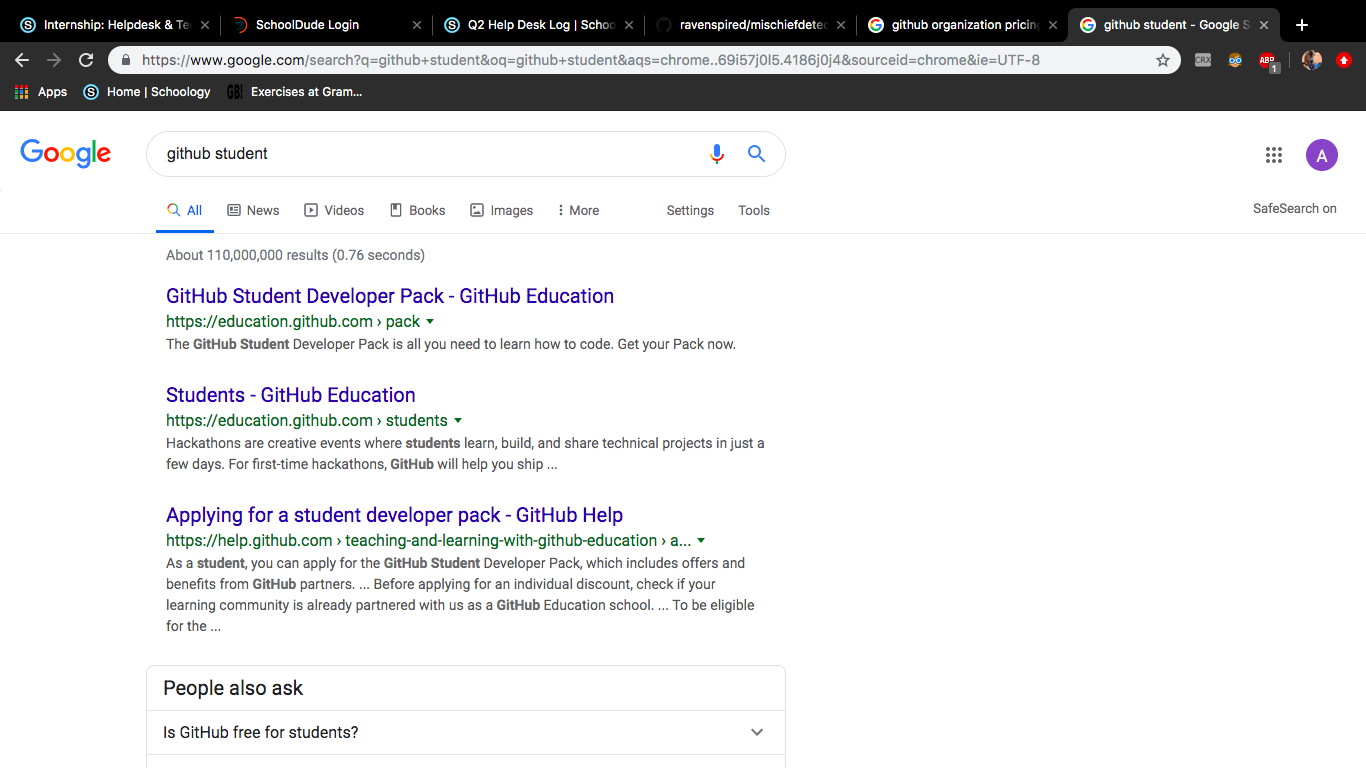 Internship: Helpdesk & Te
SchoolDude Login
Q2 Help Desk Log | Schoo
ravenspired/mischiefdetec
github organization pricing
github student - Google S
https://www.google.com/search?q=github+student&oq=github+student&aqs=chrome..69i57j0l5.4186j0j4&sourceid=chrome&ie=UTF-8
CRX
ABP
1
Apps
S
Home | Schoology
GB!
Exercises at Gram...
Google
github student
A
All
News
Videos
Books
Images
More
Settings
Tools
SafeSearch on
About 110,000,000 results (0.76 seconds)
GitHub Student Developer Pack - GitHub Education
https://education.github.com › pack
The GitHub Student Developer Pack is all you need to learn how to code. Get your Pack now.
Students - GitHub Education
https://education.github.com › students
Hackathons are creative events where students learn, build, and share technical projects in just a
few days. For first-time hackathons, GitHub will help you ship ...
Applying for a student developer pack - GitHub Help
https://help.github.com › teaching-and-learning-with-github-education › a...
As a student, you can apply for the GitHub Student Developer Pack, which includes offers and
benefits from GitHub partners. ... Before applying for an individual discount, check if your
learning community is already partnered with us as a GitHub Education school. ... To be eligible
for the ...
People also ask
Is GitHub free for students?